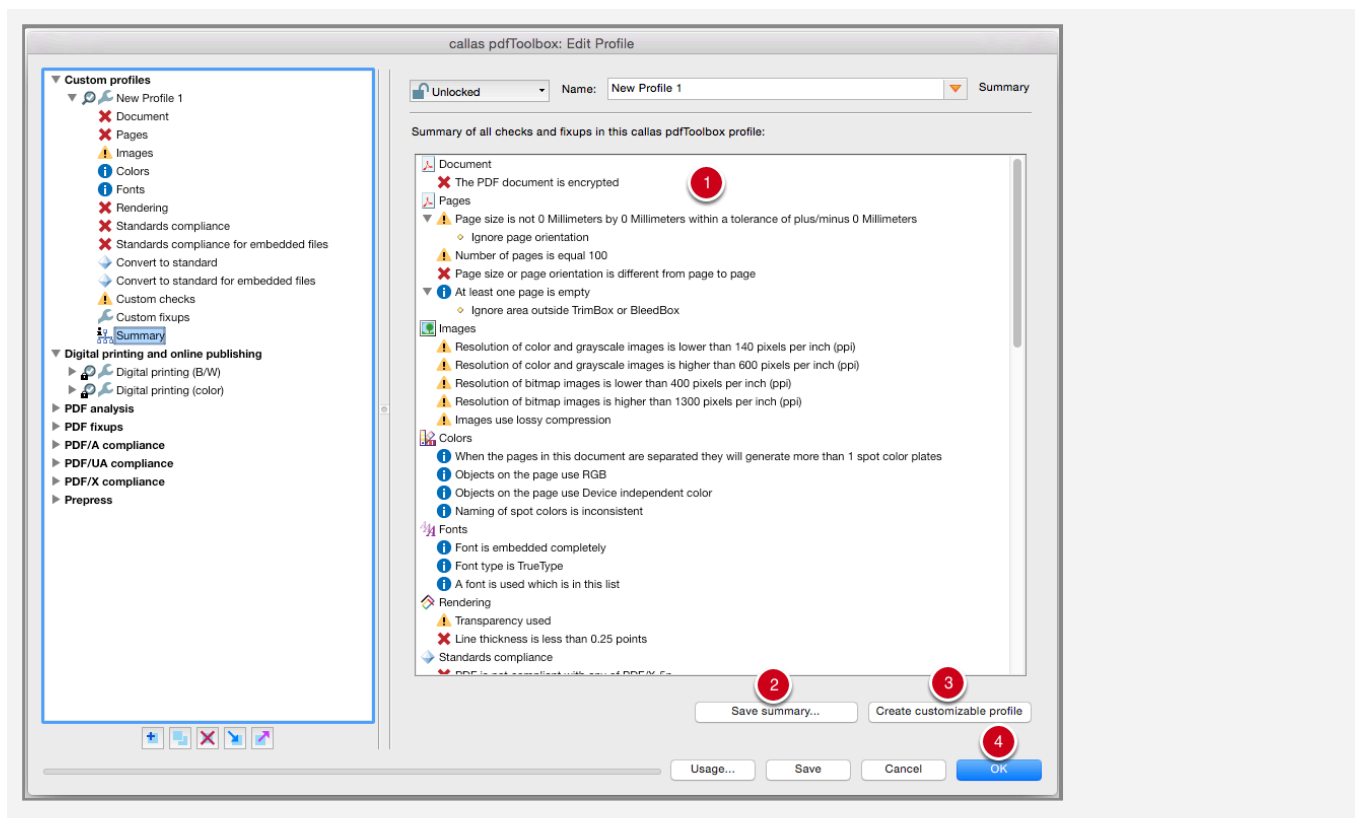 callas pdfToolbox: Edit Profile
Custom profiles
New Profile 1
Document
Pages
Images
Colors
Fonts
Rendering
Standards compliance
Standards compliance for embedded files
Convert to standard
Convert to standard for embedded files
Custom checks
Custom fixups
Summary
Digital printing and online publishing
Digital printing (B/W)
Digital printing (color)
PDF analysis
PDF fixups
PDF/A compliance
PDF/UA compliance
PDF/X compliance
Prepress
Unlocked
Name:
New Profile 1
Summary
Summary of all checks and fixups in this callas pdfToolbox profile:
Document
The PDF document is encrypted
1
Pages
Page size is not 0 Millimeters by 0 Millimeters within a tolerance of plus/minus 0 Millimeters
Ignore page orientation
Number of pages is equal 100
Page size or page orientation is different from page to page
At least one page is empty
Ignore area outside TrimBox or BleedBox
Images
Resolution of color and grayscale images is lower than 140 pixels per inch (ppi)
Resolution of color and grayscale images is higher than 600 pixels per inch (ppi)
Resolution of bitmap images is lower than 400 pixels per inch (ppi)
Resolution of bitmap images is higher than 1300 pixels per inch (ppi)
Images use lossy compression
Colors
When the pages in this document are separated they will generate more than 1 spot color plates
Objects on the page use RGB
Objects on the page use Device independent color
Naming of spot colors is inconsistent
Fonts
Font is embedded completely
Font type is TrueType
A font is used which is in this list
Rendering
Transparency used
Line thickness is less than 0.25 points
Standards compliance
PDF is not compliant with any of PDF/X
2
3
Save summary...
Create customizable profile
4
Usage...
Save
Cancel
OK